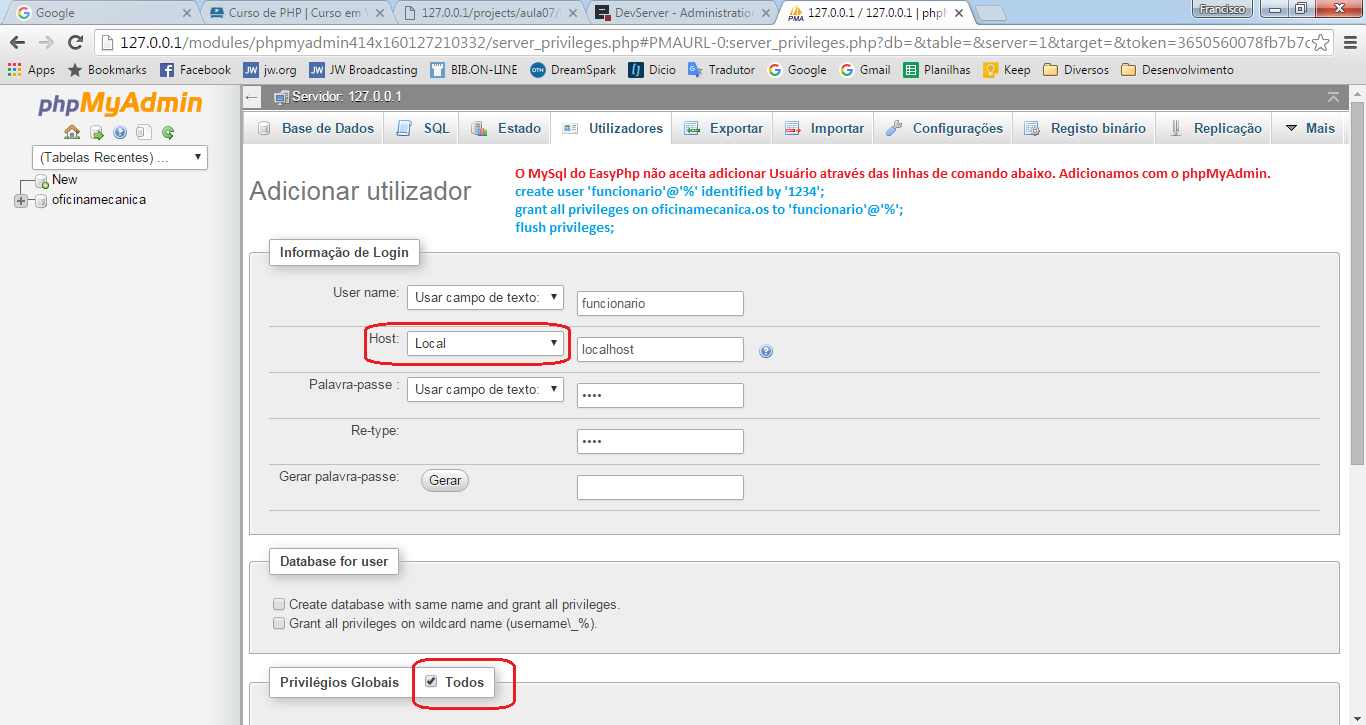 Google
Curso de PHP | Curso em V
127.0.0.1/projects/aula07/
DevServer - Administration
127.0.0.1 / 127.0.0.1 | phpM
Francisco
127.0.0.1/modules/phpmyadmin414x160127210332/server_privileges.php#PMAURL-0:server_privileges.php?db=&table=&server=1&target=&token=3650560078fb7b7c
Apps Bookmarks Facebook jw.org JW Broadcasting BIB.ON-LINE DreamSpark Dicio Tradutor Google Gmail Planilhas Keep Diversos Desenvolvimento
phpMyAdmin
(Tabelas Recentes) ...
New
oficinamecanica
Servidor: 127.0.0.1
Base de Dados SQL Estado Utilizadores Exportar Importar Configurações Registo binário Replicação Mais
Adicionar utilizador
O MySql do EasyPhp não aceita adicionar Usuário através das linhas de comando abaixo. Adicionamos com o phpMyAdmin.
create user 'funcionario'@'%' identified by '1234';
grant all privileges on oficinamecanica.os to 'funcionario'@'%';
flush privileges;
Informação de Login
User name: Usar campo de texto: funcionario
Host: Local localhost
Palavra-passe : Usar campo de texto: ••••
Re-type: ••••
Gerar palavra-passe: Gerar
Database for user
Create database with same name and grant all privileges.
Grant all privileges on wildcard name (username\_%).
Privilégios Globais Todos